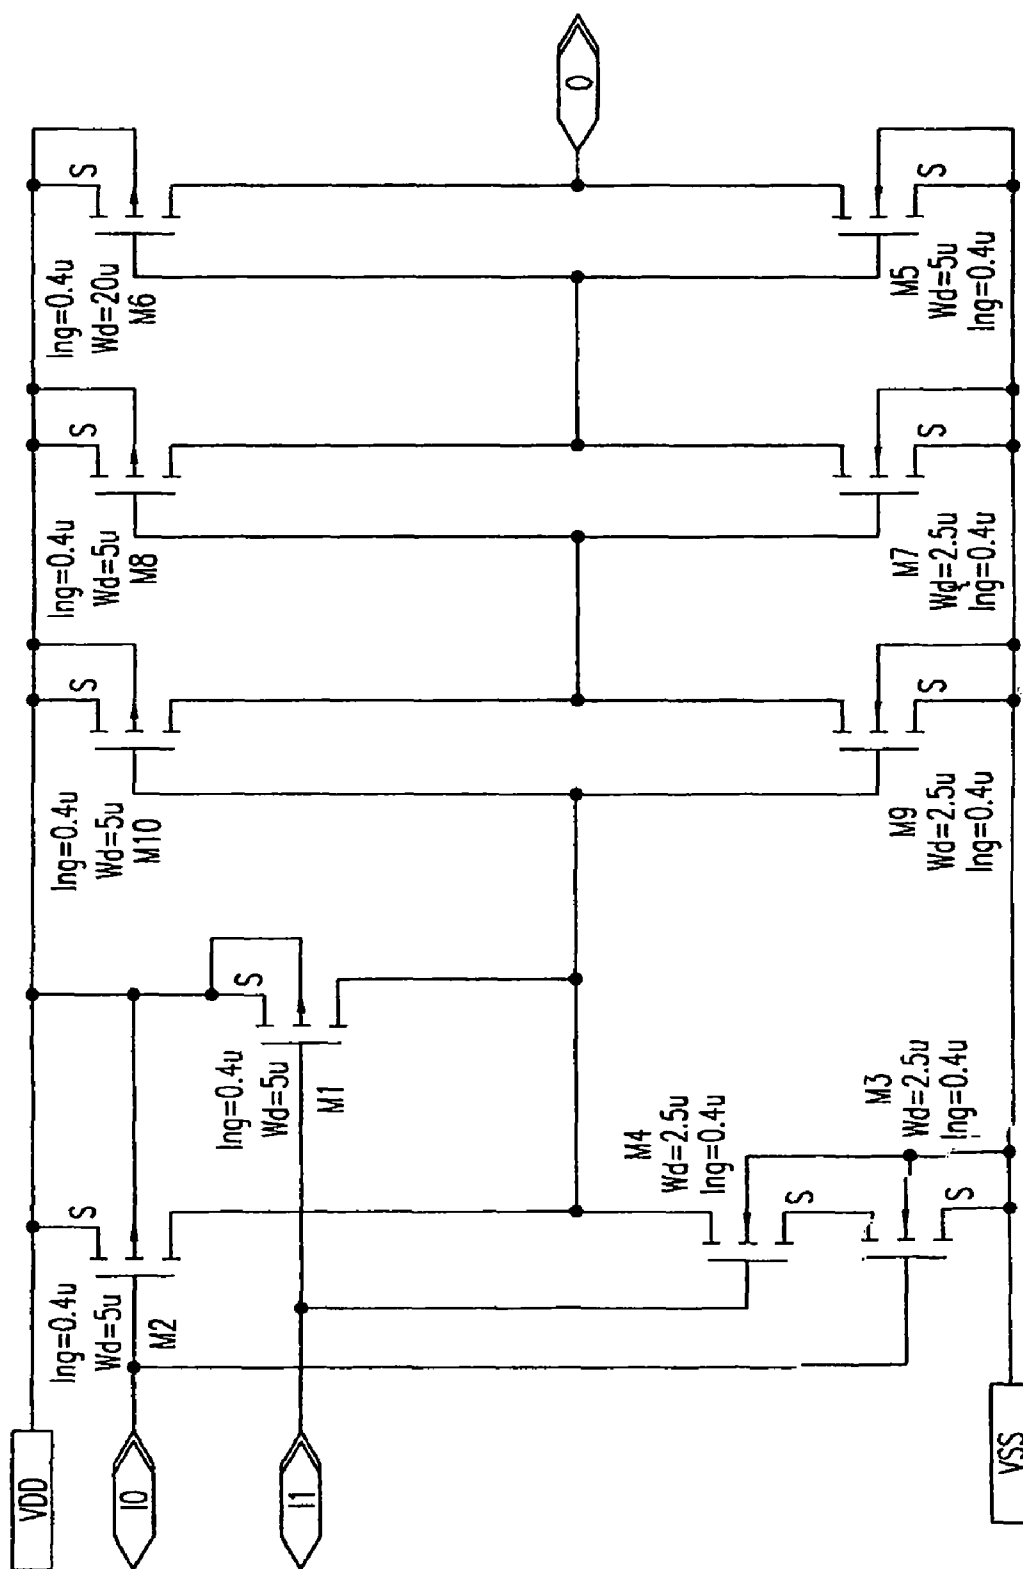 VDD
I0
I1
VSS
lng=0.4u
Wd=5u
M2
lng=0.4u
Wd=5u
M1
M4
Wd=2.5u
lng=0.4u
M3
Wd=2.5u
lng=0.4u
lng=0.4u
Wd=5u
M10
M9
Wd=2.5u
lng=0.4u
lng=0.4u
Wd=5u
M8
M7
Wd=2.5u
lng=0.4u
lng=0.4u
Wd=20u
M6
M5
Wd=5u
lng=0.4u
S
S
S
S
S
S
S
S
S
S
O